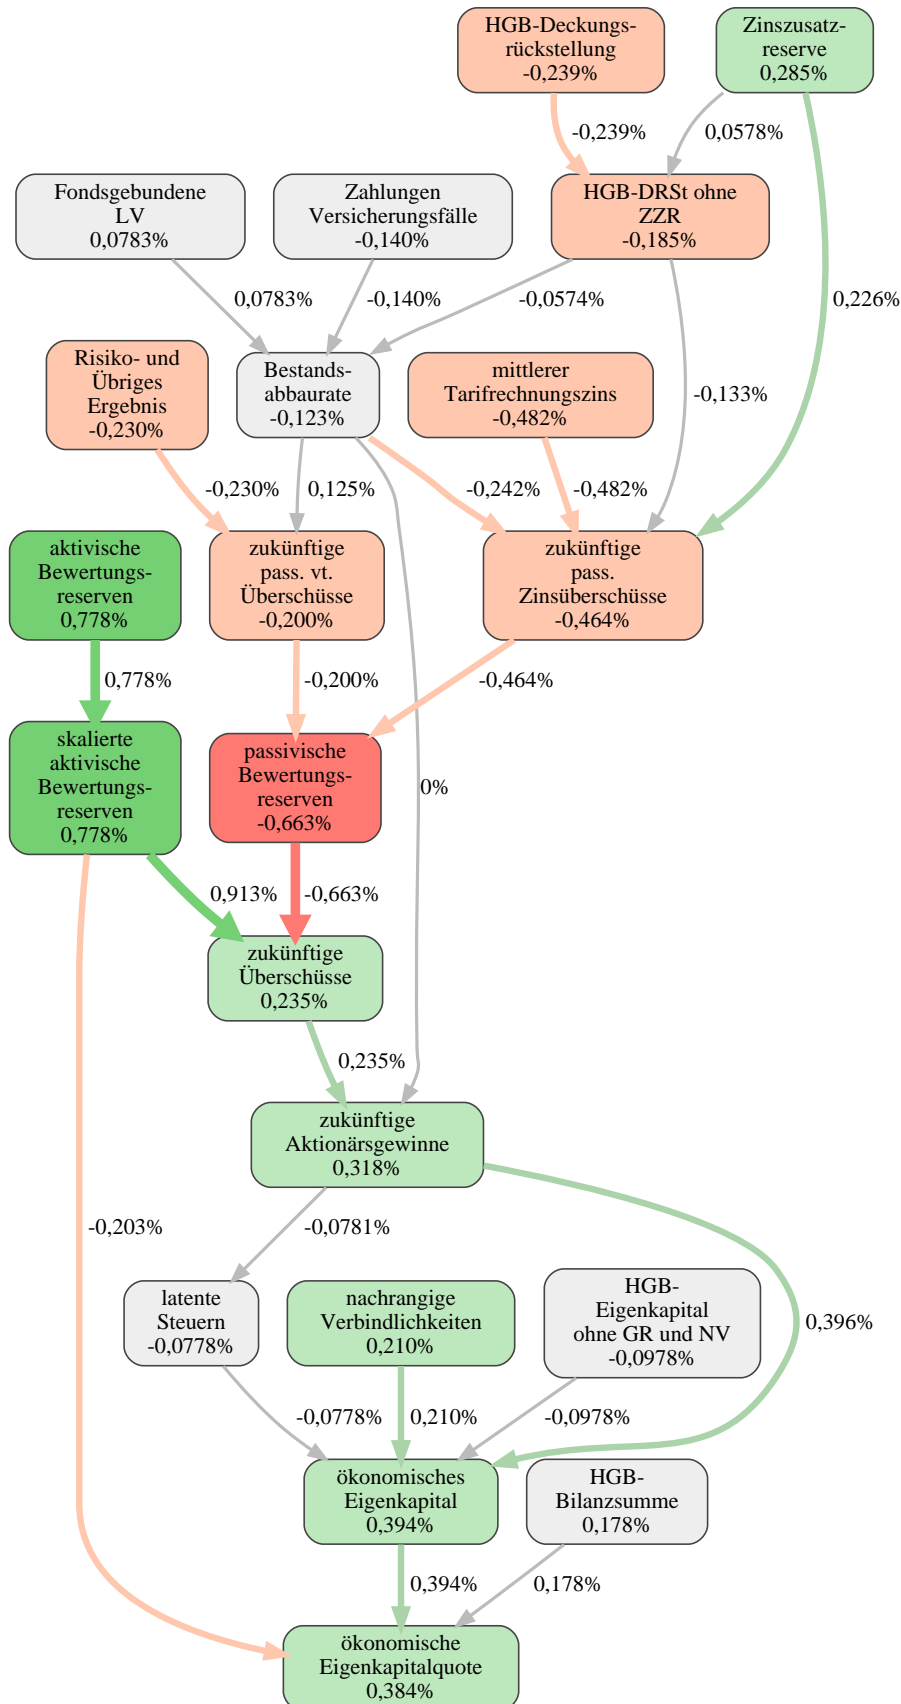 HGB-Deckungs-
rückstellung
-0,239%
Zinszusatz-
reserve
0,285%
-0,239%
0,0578%
Fondsgebundene
LV
0,0783%
Zahlungen
Versicherungsfälle
-0,140%
HGB-DRSt ohne
ZZR
-0,185%
0,0783%
-0,140%
-0,0574%
0,226%
Risiko- und
Übriges
Ergebnis
-0,230%
Bestands-
abbaurate
-0,123%
mittlerer
Tarifrechnungszins
-0,482%
-0,133%
-0,230%
0,125%
-0,242%
-0,482%
aktivische
Bewertungs-
reserven
0,778%
zukünftige
pass. vt.
Überschüsse
-0,200%
zukünftige
pass.
Zinsüberschüsse
-0,464%
0,778%
-0,200%
-0,464%
skalierte
aktivische
Bewertungs-
reserven
0,778%
passivische
Bewertungs-
reserven
-0,663%
0%
0,913%
-0,663%
zukünftige
Überschüsse
0,235%
0,235%
zukünftige
Aktionärsgewinne
0,318%
-0,203%
-0,0781%
latente
Steuern
-0,0778%
nachrangige
Verbindlichkeiten
0,210%
HGB-
Eigenkapital
ohne GR und NV
-0,0978%
0,396%
-0,0778%
0,210%
-0,0978%
ökonomisches
Eigenkapital
0,394%
HGB-
Bilanzsumme
0,178%
0,394%
0,178%
ökonomische
Eigenkapitalquote
0,384%